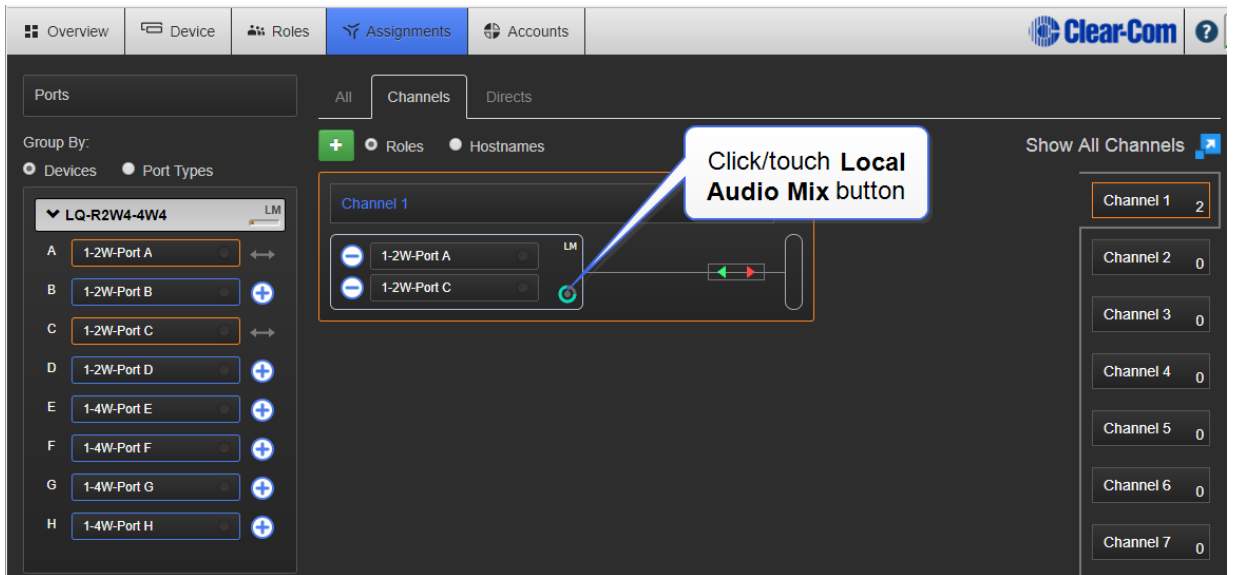 Overview Device Roles Assignments Accounts Clear-Com ?
Ports
All Channels Directs
Group By:
Devices Port Types
Roles Hostnames
Click/touch Local
Audio Mix button
Show All Channels
LQ-R2W4-4W4 LM
A 1-2W-Port A
B 1-2W-Port B
C 1-2W-Port C
D 1-2W-Port D
E 1-4W-Port E
F 1-4W-Port F
G 1-4W-Port G
H 1-4W-Port H
Channel 1
1-2W-Port A LM
1-2W-Port C
Channel 1 2
Channel 2 0
Channel 3 0
Channel 4 0
Channel 5 0
Channel 6 0
Channel 7 0